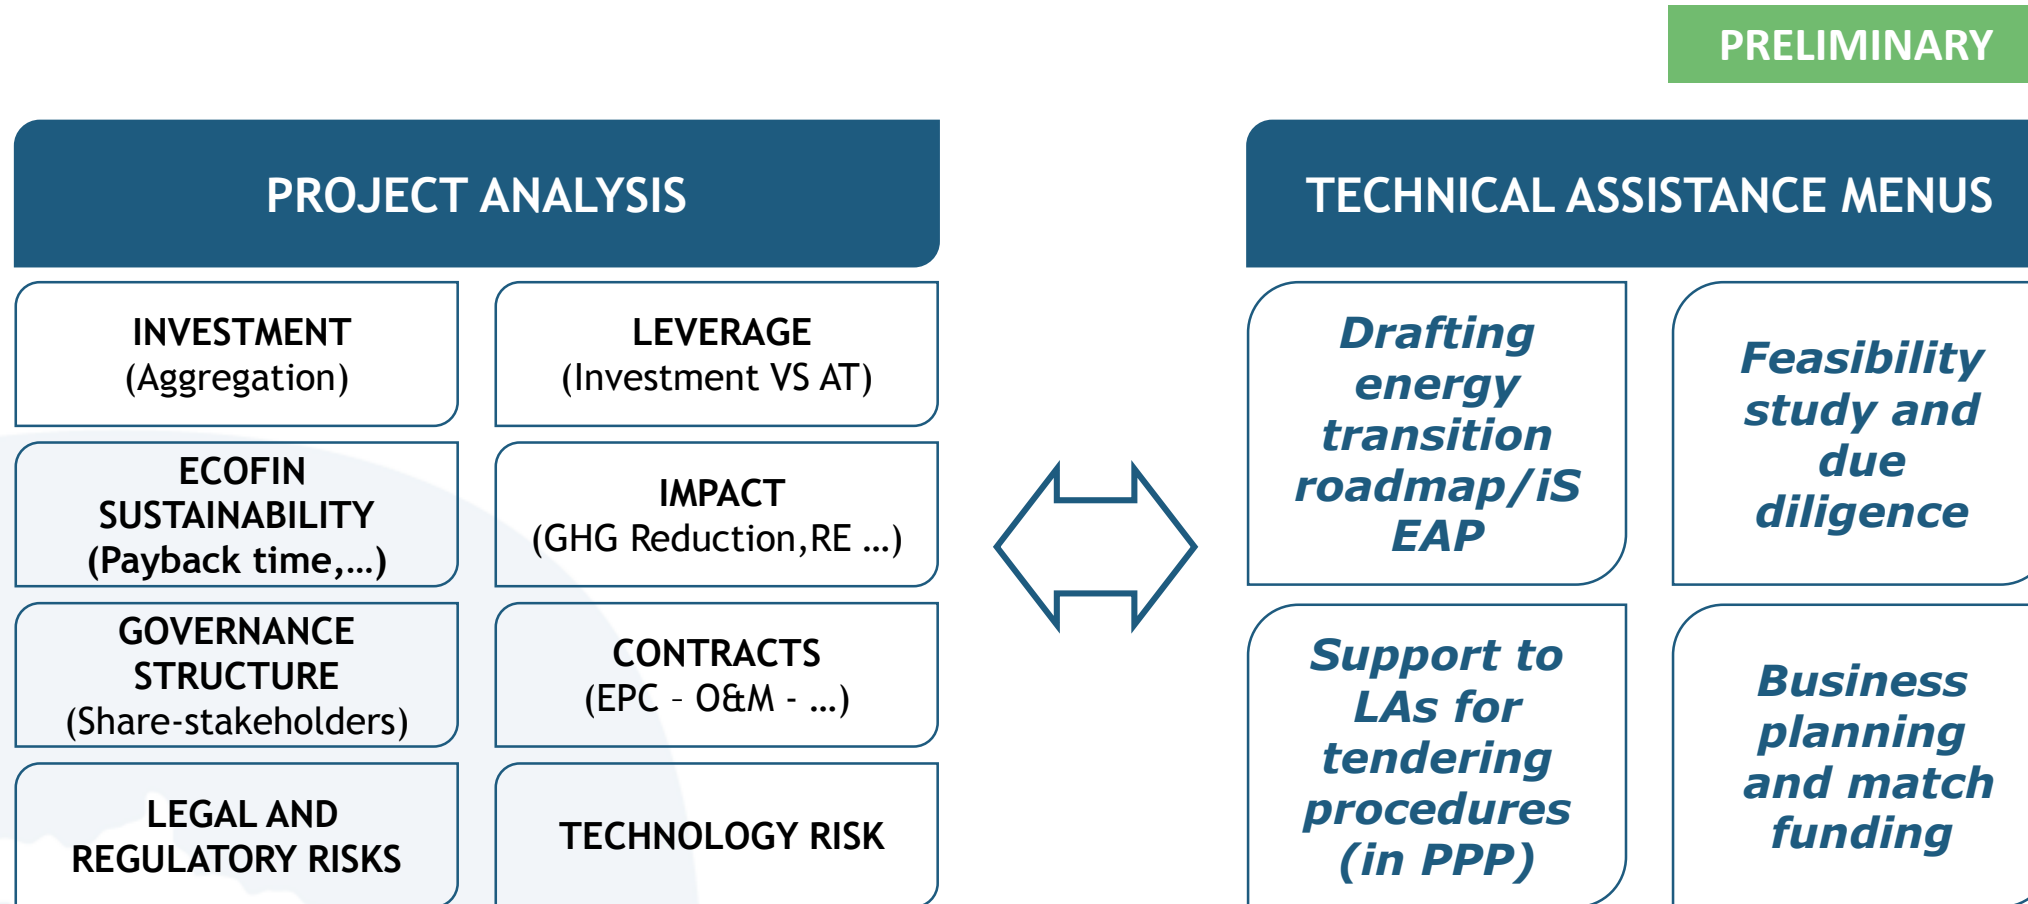 PRELIMINARY
PROJECT ANALYSIS
INVESTMENT
(Aggregation)
LEVERAGE
(Investment VS AT)
ECOFIN
SUSTAINABILITY
(Payback time,…)
IMPACT
(GHG Reduction,RE …)
GOVERNANCE
STRUCTURE
(Share-stakeholders)
CONTRACTS
(EPC – O&M - …)
LEGAL AND
REGULATORY RISKS
TECHNOLOGY RISK
TECHNICAL ASSISTANCE MENUS
Drafting
energy
transition
roadmap/iS
EAP
Feasibility
study and
due
diligence
Support to
LAs for
tendering
procedures
(in PPP)
Business
planning
and match
funding